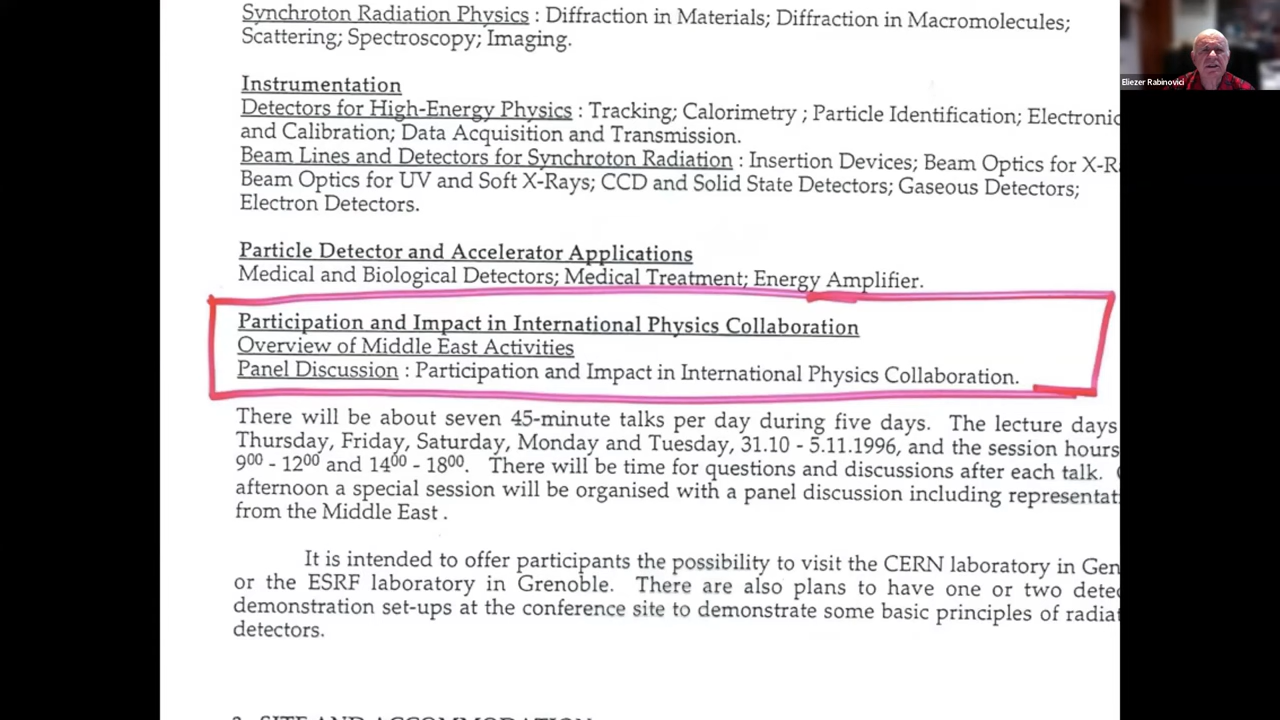 Synchroton Radiation Physics : Diffraction in Materials; Diffraction in Macromolecules;
Scattering; Spectroscopy; Imaging.
Instrumentation
Detectors for High-Energy Physics : Tracking; Calorimetry ; Particle Identification; Electronic
and Calibration; Data Acquisition and Transmission.
Beam Lines and Detectors for Synchroton Radiation : Insertion Devices; Beam Optics for X-R
Beam Optics for UV and Soft X-Rays; CCD and Solid State Detectors; Gaseous Detectors;
Electron Detectors.
Particle Detector and Accelerator Applications
Medical and Biological Detectors; Medical Treatment; Energy Amplifier.
Participation and Impact in International Physics Collaboration
Overview of Middle East Activities
Panel Discussion : Participation and Impact in International Physics Collaboration.
There will be about seven 45-minute talks per day during five days. The lecture days
Thursday, Friday, Saturday, Monday and Tuesday, 31.10 - 5.11.1996, and the session hours
9⁰⁰ - 12⁰⁰ and 14⁰⁰ - 18⁰⁰. There will be time for questions and discussions after each talk.
afternoon a special session will be organised with a panel discussion including representati
from the Middle East .
It is intended to offer participants the possibility to visit the CERN laboratory in Gen
or the ESRF laboratory in Grenoble. There are also plans to have one or two detec
demonstration set-ups at the conference site to demonstrate some basic principles of radiat
detectors.
SITE AND ACCOMMODATION
Eliezer Rabinovici